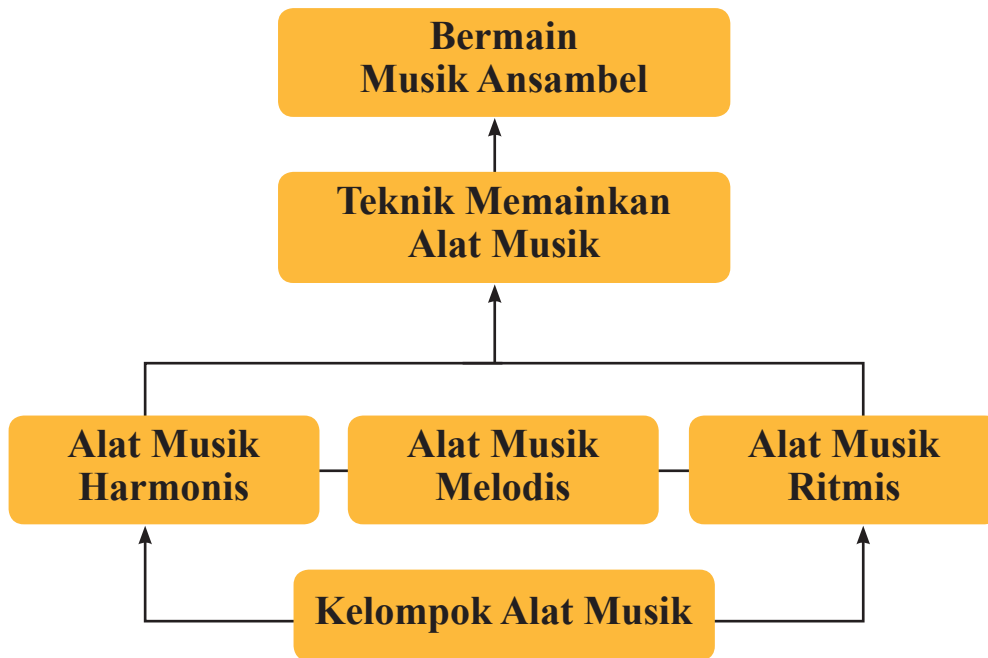 Bermain
Musik Ansambel
Teknik Memainkan
Alat Musik
Alat Musik
Harmonis
Alat Musik
Melodis
Alat Musik
Ritmis
Kelompok Alat Musik